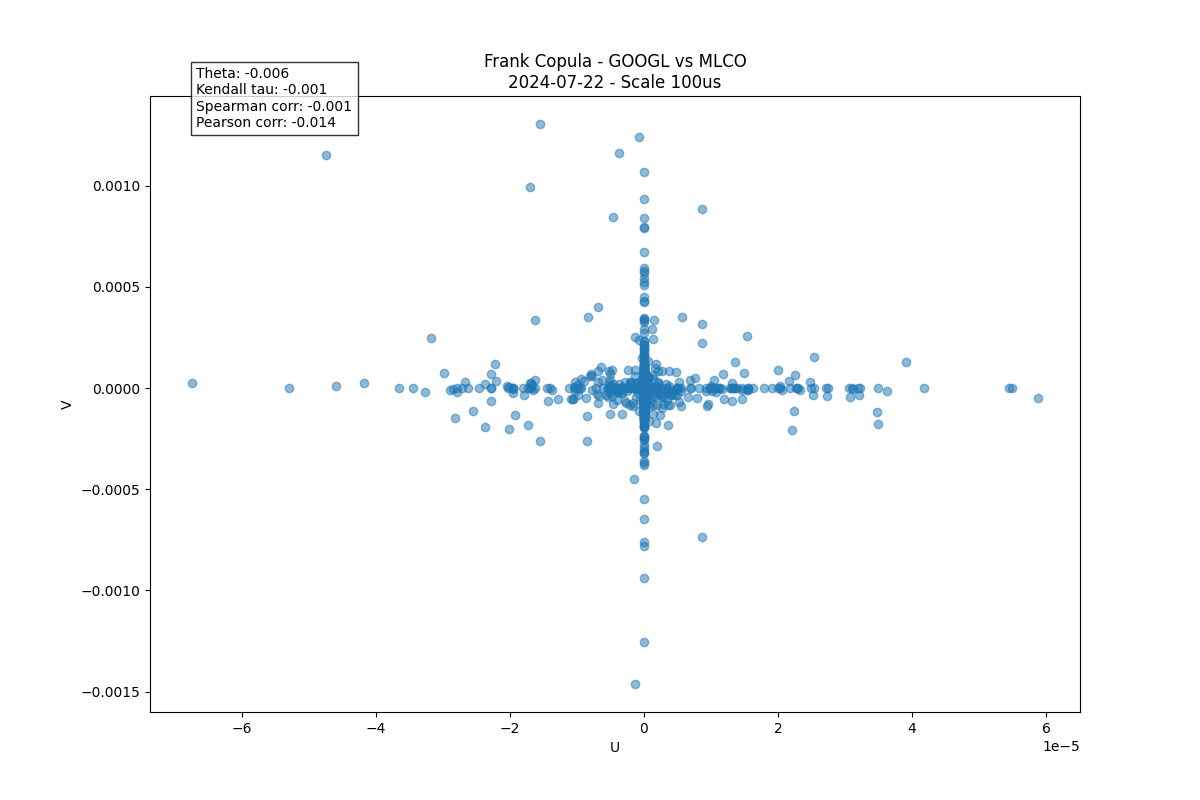 Frank Copula - GOOGL vs MLCO
2024-07-22 - Scale 100us
Theta: -0.006
Kendall tau: -0.001
Spearman corr: -0.001
Pearson corr: -0.014
0.0010
0.0005
0.0000
−0.0005
−0.0010
−0.0015
V
−6
−4
−2
0
2
4
6
1e−5
U